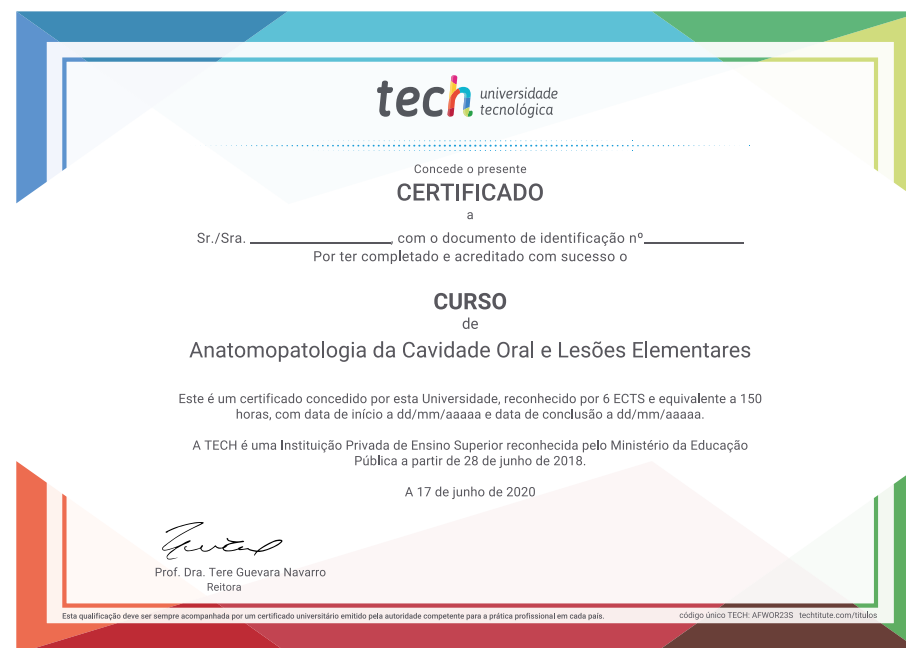 tech universidade
tecnológica
Concede o presente
CERTIFICADO
a
Sr./Sra. ____________________, com o documento de identificação nº______________
Por ter completado e acreditado com sucesso o
CURSO
de
Anatomopatologia da Cavidade Oral e Lesões Elementares
Este é um certificado concedido por esta Universidade, reconhecido por 6 ECTS e equivalente a 150
horas, com data de início a dd/mm/aaaaa e data de conclusão a dd/mm/aaaaa.
A TECH é uma Instituição Privada de Ensino Superior reconhecida pelo Ministério da Educação
Pública a partir de 28 de junho de 2018.
A 17 de junho de 2020
Prof. Dra. Tere Guevara Navarro
Reitora
Esta qualificação deve ser sempre acompanhada por um certificado universitário emitido pela autoridade competente para a prática profissional em cada país. código único TECH: AFWOR23S techtitute.com/títulos